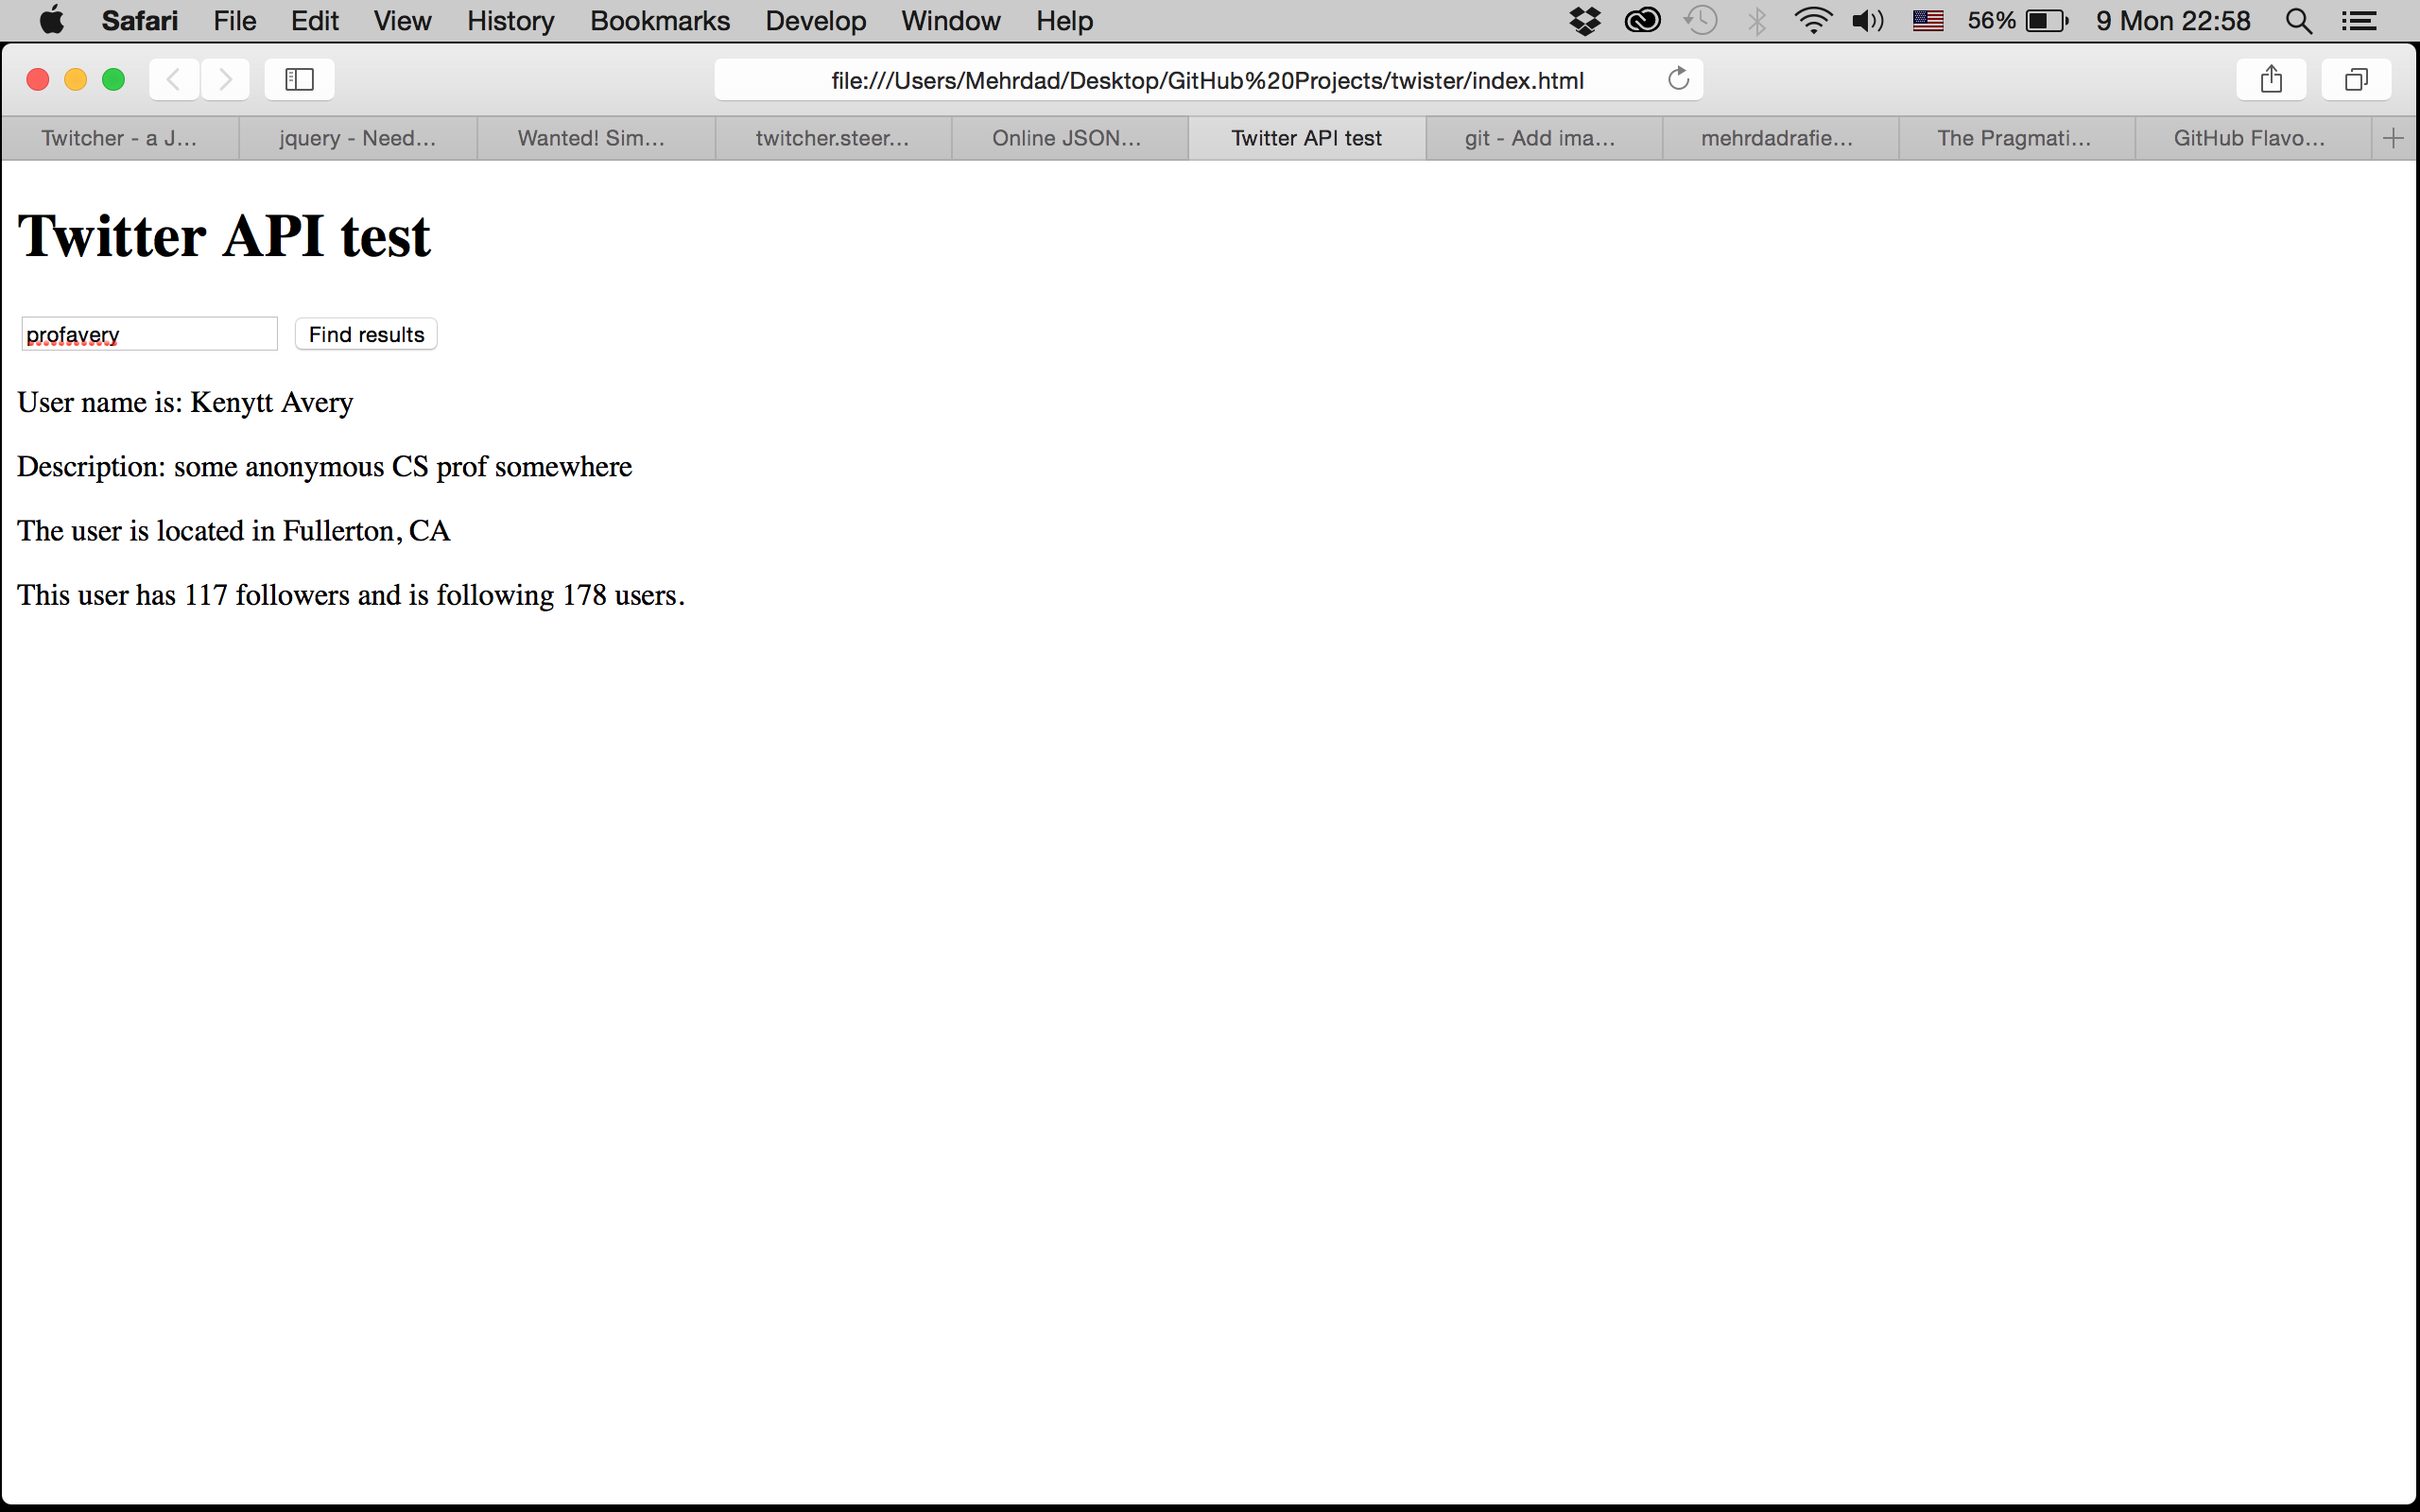 Safari File Edit View History Bookmarks Develop Window Help 56% 9 Mon 22:58
file:///Users/Mehrdad/Desktop/GitHub%20Projects/twister/index.html
Twitcher - a J... jquery - Need... Wanted! Sim... twitcher.steer... Online JSON... Twitter API test git - Add ima... mehrdadrafie... The Pragmati... GitHub Flavo...
Twitter API test
profavery Find results
User name is: Kenytt Avery
Description: some anonymous CS prof somewhere
The user is located in Fullerton, CA
This user has 117 followers and is following 178 users.